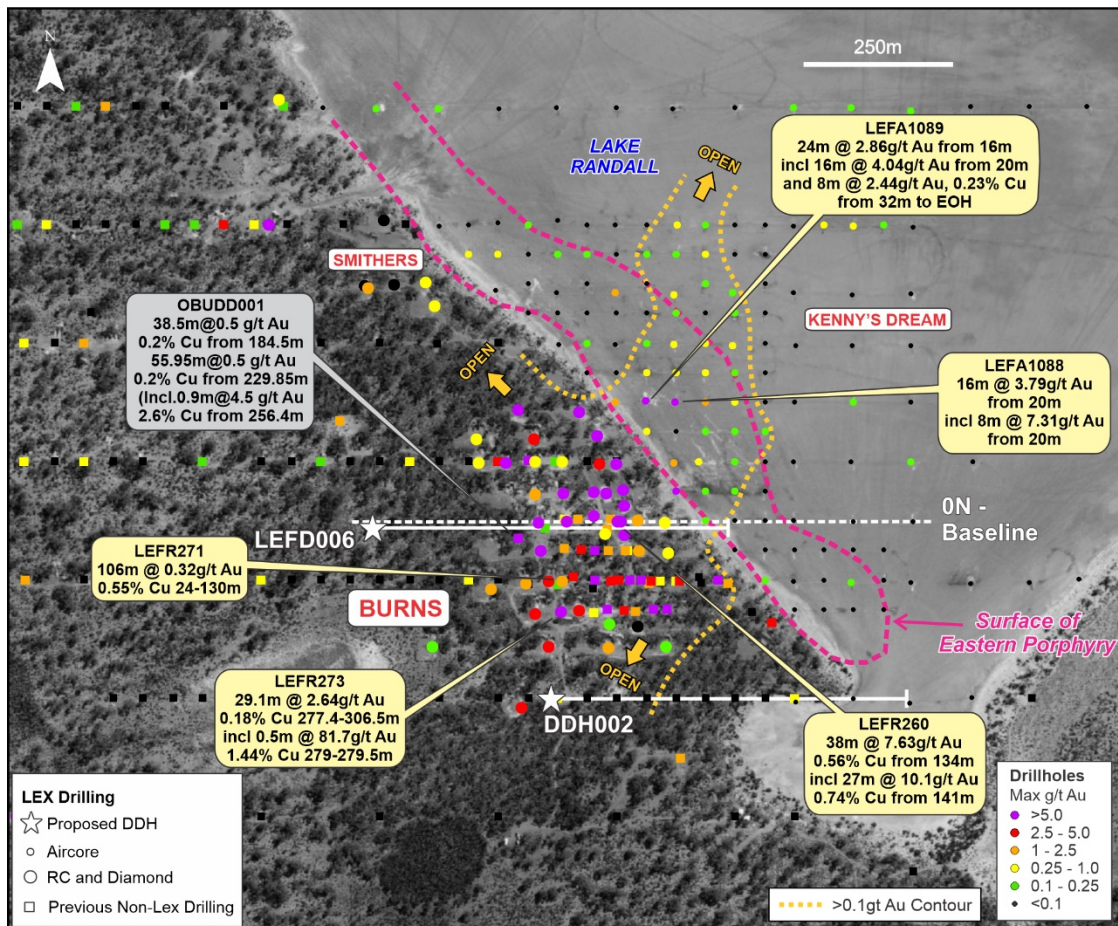 N
250m
LEFA1089
24m @ 2.86g/t Au from 16m
incl 16m @ 4.04g/t Au from 20m
and 8m @ 2.44g/t Au, 0.23% Cu
from 32m to EOH
LAKE
RANDALL
OPEN
SMITHERS
OBUDD001
38.5m@0.5 g/t Au
0.2% Cu from 184.5m
55.95m@0.5 g/t Au
0.2% Cu from 229.85m
(Incl.0.9m@4.5 g/t Au
2.6% Cu from 256.4m
KENNY'S DREAM
OPEN
LEFA1088
16m @ 3.79g/t Au
from 20m
incl 8m @ 7.31g/t Au
from 20m
0N -
Baseline
LEFD006
LEFR271
106m @ 0.32g/t Au
0.55% Cu 24-130m
BURNS
Surface of
Eastern Porphyry
OPEN
LEFR273
29.1m @ 2.64g/t Au
0.18% Cu 277.4-306.5m
incl 0.5m @ 81.7g/t Au
1.44% Cu 279-279.5m
DDH002
LEFR260
38m @ 7.63g/t Au
0.56% Cu from 134m
incl 27m @ 10.1g/t Au
0.74% Cu from 141m
LEX Drilling
Proposed DDH
Aircore
RC and Diamond
Previous Non-Lex Drilling
>0.1gt Au Contour
Drillholes
Max g/t Au
>5.0
2.5 - 5.0
1 - 2.5
0.25 - 1.0
0.1 - 0.25
<0.1